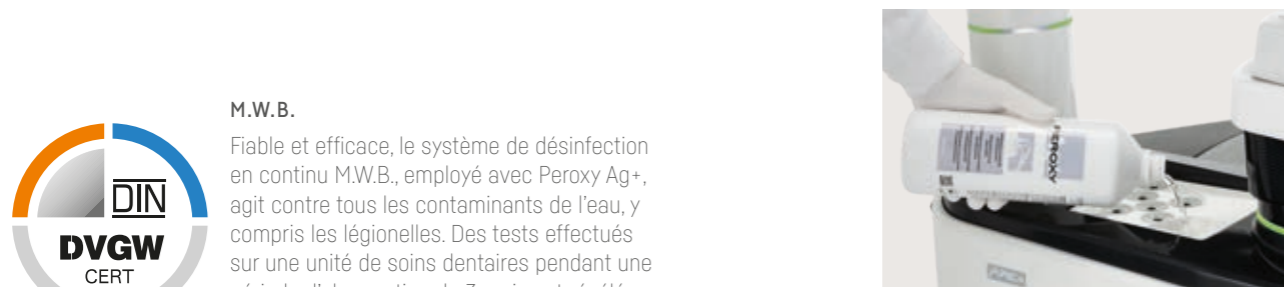 M.W.B.
Fiable et efficace, le système de désinfection
en continu M.W.B., employé avec Peroxy Ag+,
agit contre tous les contaminants de l'eau, y
compris les légionelles. Des tests effectués
sur une unité de soins dentaires pendant une
DIN
DVGW
CERT
PEROXY